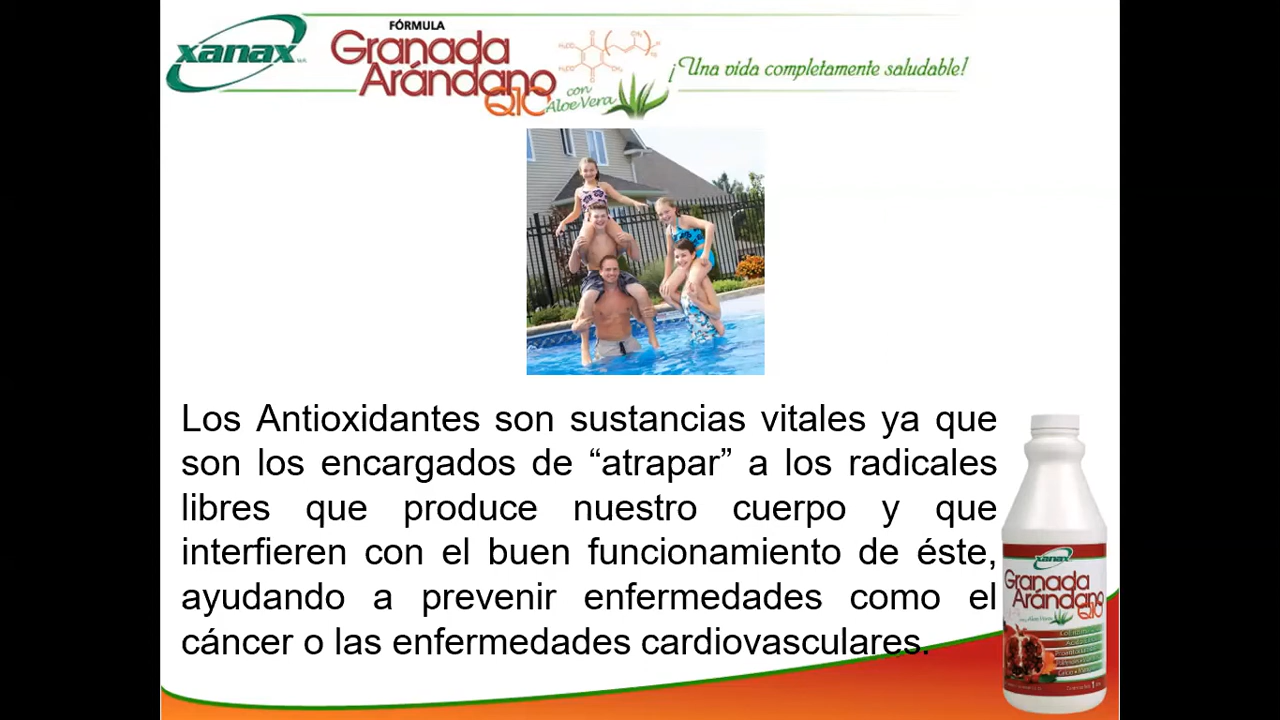 xanax
FÓRMULA
Granada
Arándano
Q10
con
Aloe Vera
¡Una vida completamente saludable!
Los Antioxidantes son sustancias vitales ya que
son los encargados de “atrapar” a los radicales
libres que produce nuestro cuerpo y que
interfieren con el buen funcionamiento de éste,
ayudando a prevenir enfermedades como el
cáncer o las enfermedades cardiovasculares.
xanax
Granada
Arándano
Q10